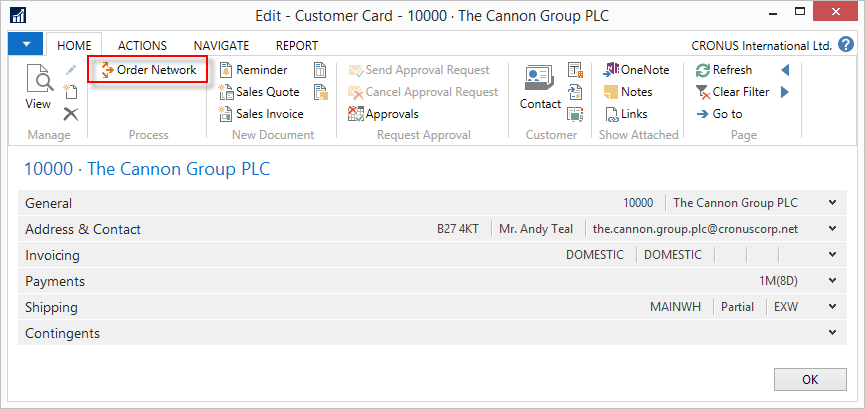 Edit - Customer Card - 10000 · The Cannon Group PLC
HOME ACTIONS NAVIGATE REPORT CRONUS International Ltd. ?
Order Network Reminder Send Approval Request OneNote Refresh
View Sales Quote Cancel Approval Request Contact Notes Clear Filter
Sales Invoice Approvals Links Go to
Manage Process New Document Request Approval Customer Show Attached Page
10000 · The Cannon Group PLC
General 10000 The Cannon Group PLC
Address & Contact B27 4KT Mr. Andy Teal the.cannon.group.plc@cronuscorp.net
Invoicing DOMESTIC DOMESTIC
Payments 1M(8D)
Shipping MAINWH Partial EXW
Contingents
OK